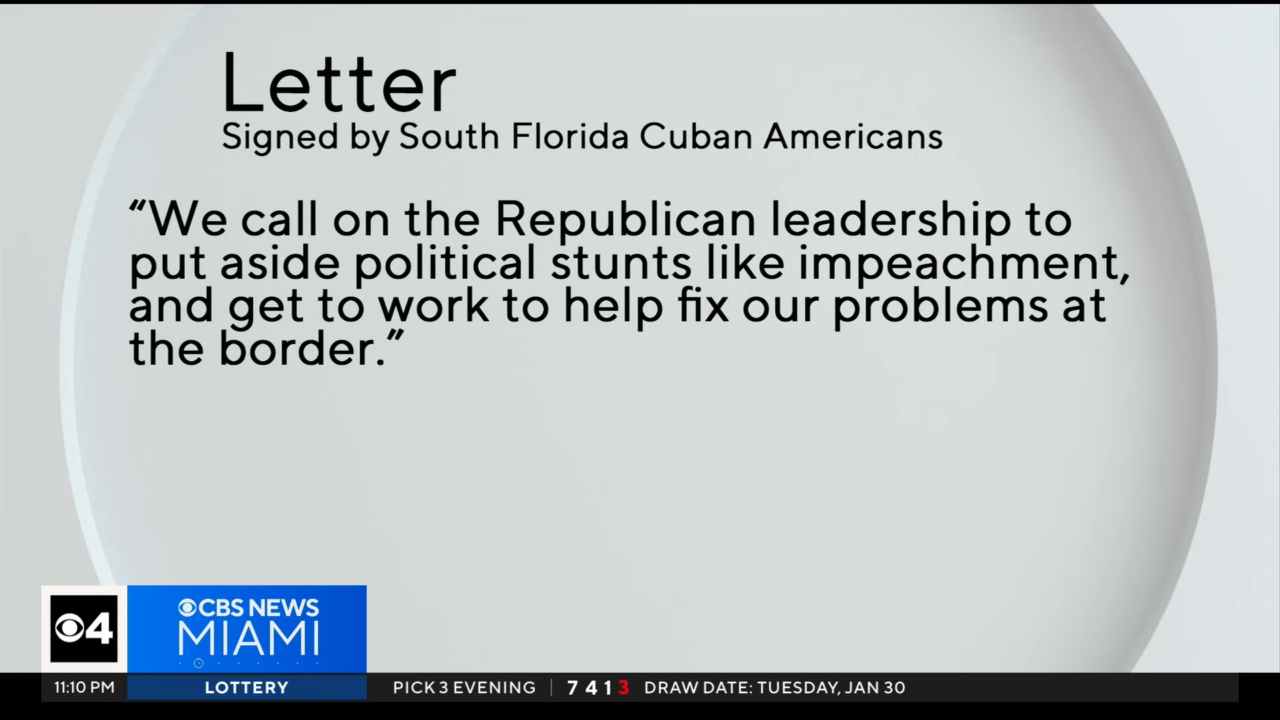 Letter
Signed by South Florida Cuban Americans
“We call on the Republican leadership to
put aside political stunts like impeachment,
and get to work to help fix our problems at
the border.”
4
CBS NEWS
MIAMI
11:10 PM LOTTERY PICK 3 EVENING | 7 4 1 3 DRAW DATE: TUESDAY, JAN 30